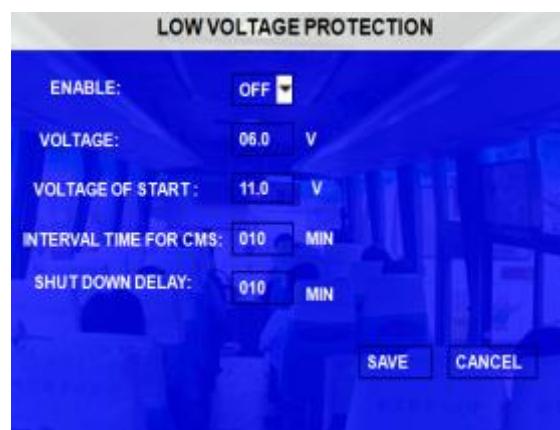 LOW VOLTAGE PROTECTION
ENABLE: OFF
VOLTAGE: 06.0 V
VOLTAGE OF START: 11.0 V
INTERVAL TIME FOR CMS: 010 MIN
SHUT DOWN DELAY: 010 MIN
SAVE CANCEL